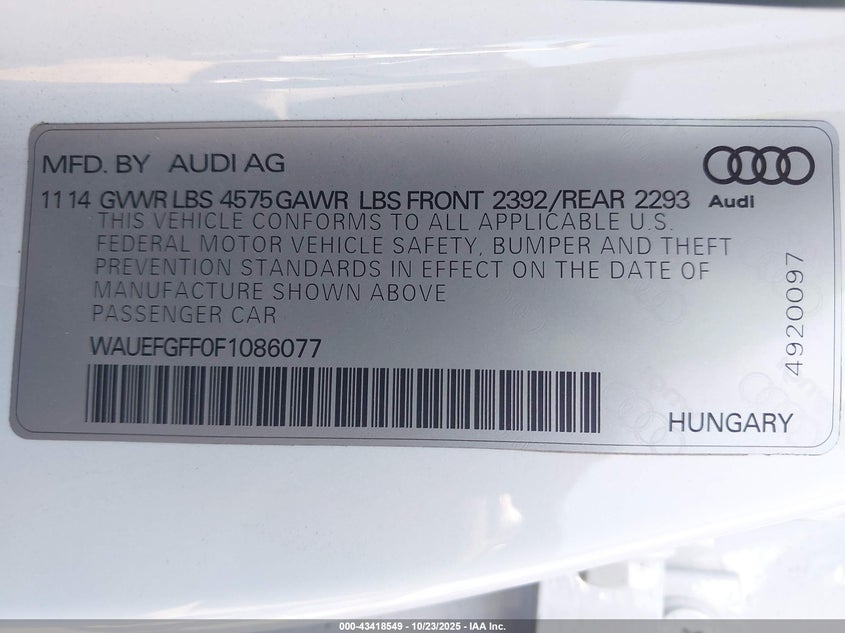 MFD. BY AUDI AG
11 14 GVWR LBS 4575 GAWR LBS FRONT 2392/REAR 2293
Audi
THIS VEHICLE CONFORMS TO ALL APPLICABLE U.S.
FEDERAL MOTOR VEHICLE SAFETY, BUMPER AND THEFT
PREVENTION STANDARDS IN EFFECT ON THE DATE OF
MANUFACTURE SHOWN ABOVE
PASSENGER CAR
WAUEFGFF0F1086077
4920097
HUNGARY
000-43418549 - 10/23/2025 - IAA Inc.